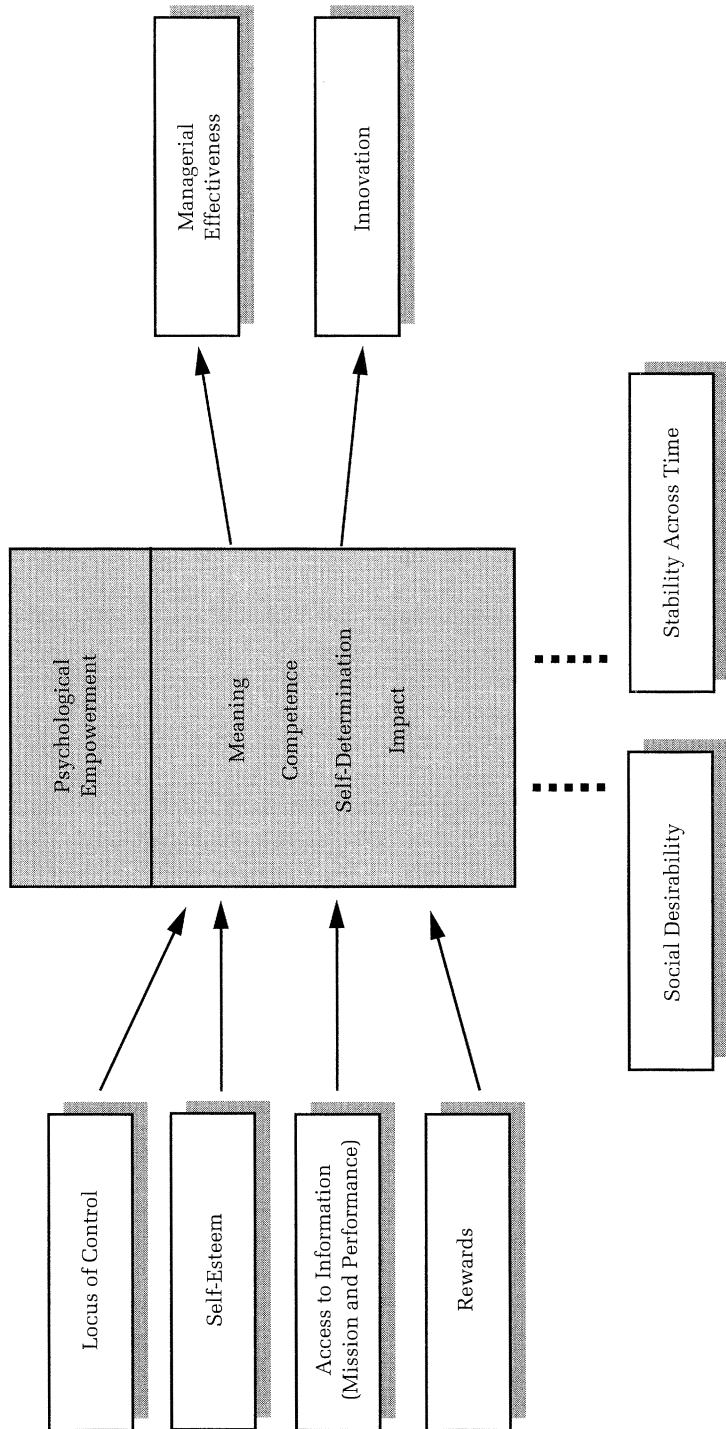 Locus of Control
Self-Esteem
Access to Information
(Mission and Performance)
Rewards
Psychological
Empowerment
Meaning
Competence
Self-Determination
Impact
Managerial
Effectiveness
Innovation
Social Desirability
Stability Across Time